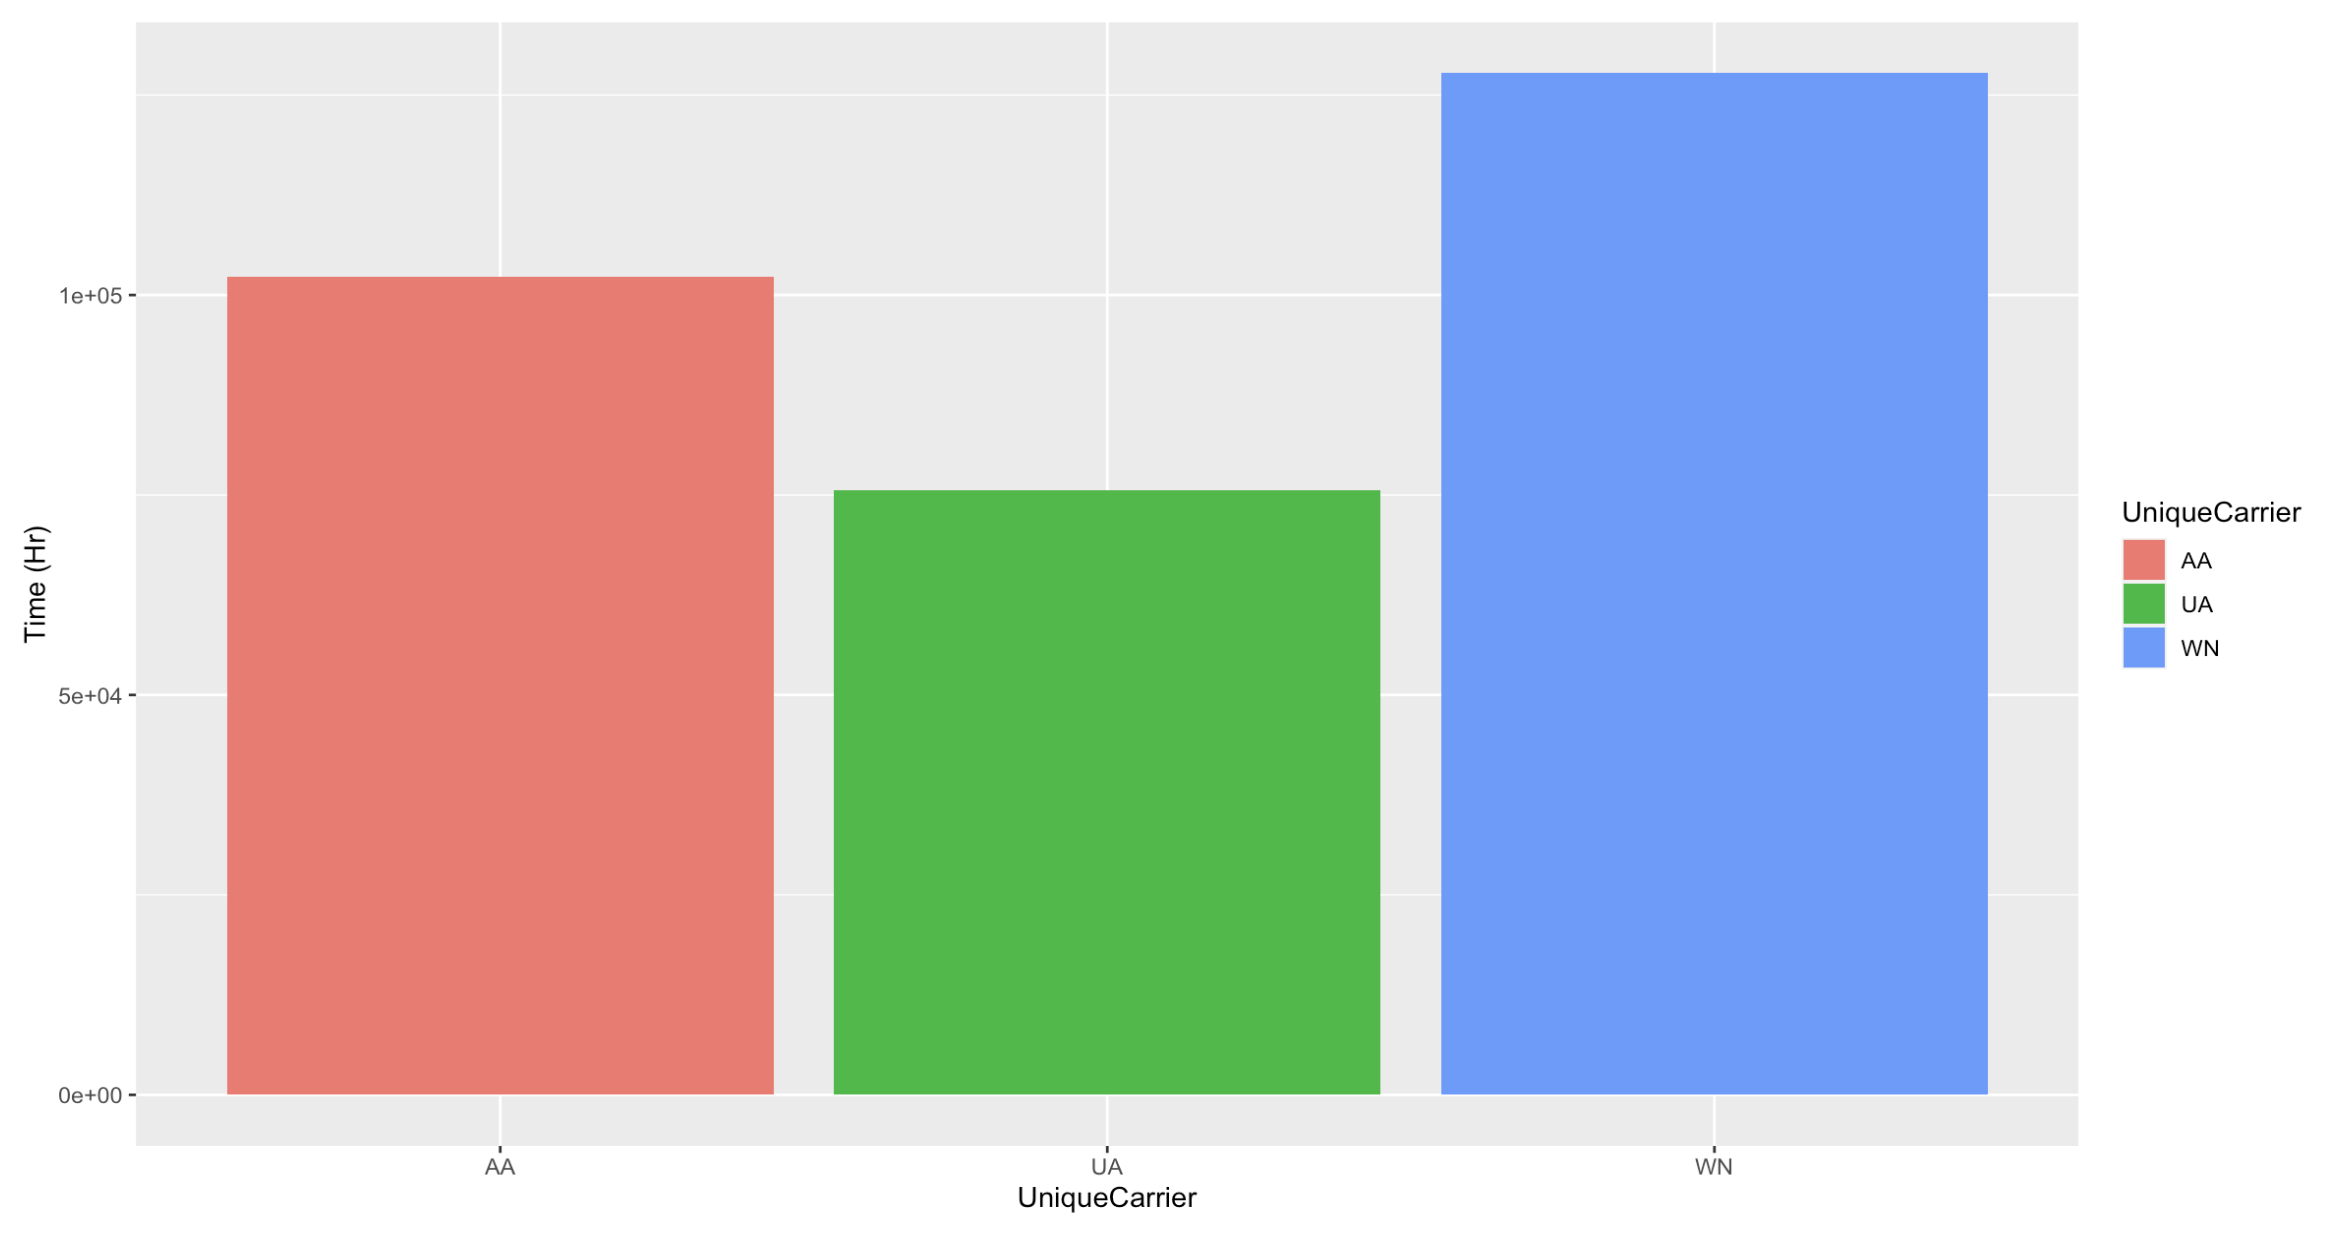 Time (Hr)
1e+05
5e+04
0e+00
AA
UA
WN
UniqueCarrier
UniqueCarrier
AA
UA
WN